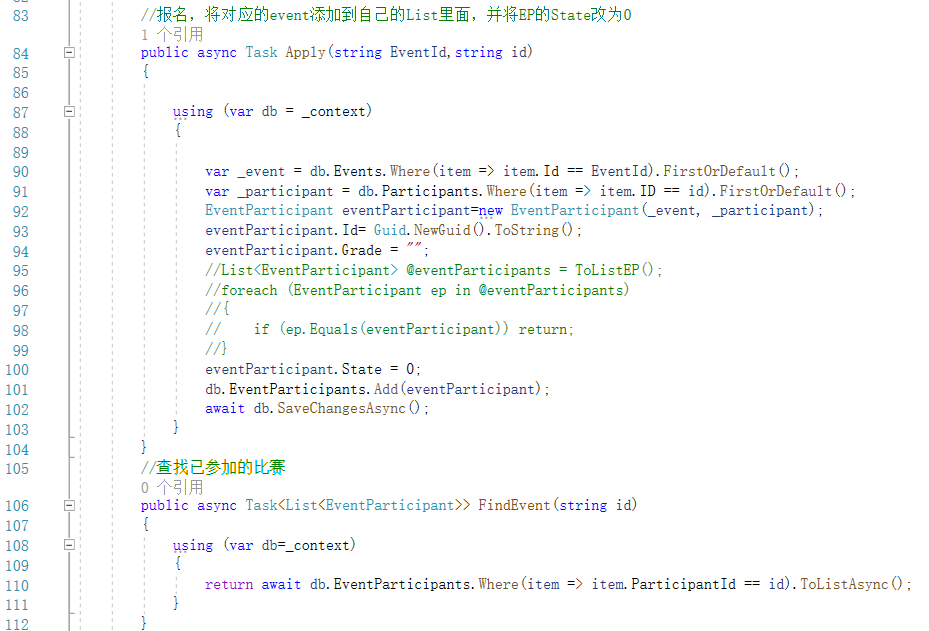 83 //报名，将对应的event添加到自己的List里面，并将EP的State改为0
1 个引用
84 public async Task Apply(string EventId,string id)
85 {
86
87 using (var db = _context)
88 {
89
90 var _event = db.Events.Where(item => item.Id == EventId).FirstOrDefault();
91 var _participant = db.Participants.Where(item => item.ID == id).FirstOrDefault();
92 EventParticipant eventParticipant=new EventParticipant(_event, _participant);
93 eventParticipant.Id= Guid.NewGuid().ToString();
94 eventParticipant.Grade = "";
95 //List<EventParticipant> @eventParticipants = ToListEP();
96 //foreach (EventParticipant ep in @eventParticipants)
97 //{
98 //    if (ep.Equals(eventParticipant)) return;
99 //}
100 eventParticipant.State = 0;
101 db.EventParticipants.Add(eventParticipant);
102 await db.SaveChangesAsync();
103 }
104 }
105 //查找已参加的比赛
0 个引用
106 public async Task<List<EventParticipant>> FindEvent(string id)
107 {
108 using (var db=_context)
109 {
110 return await db.EventParticipants.Where(item => item.ParticipantId == id).ToListAsync();
111 }
112 }